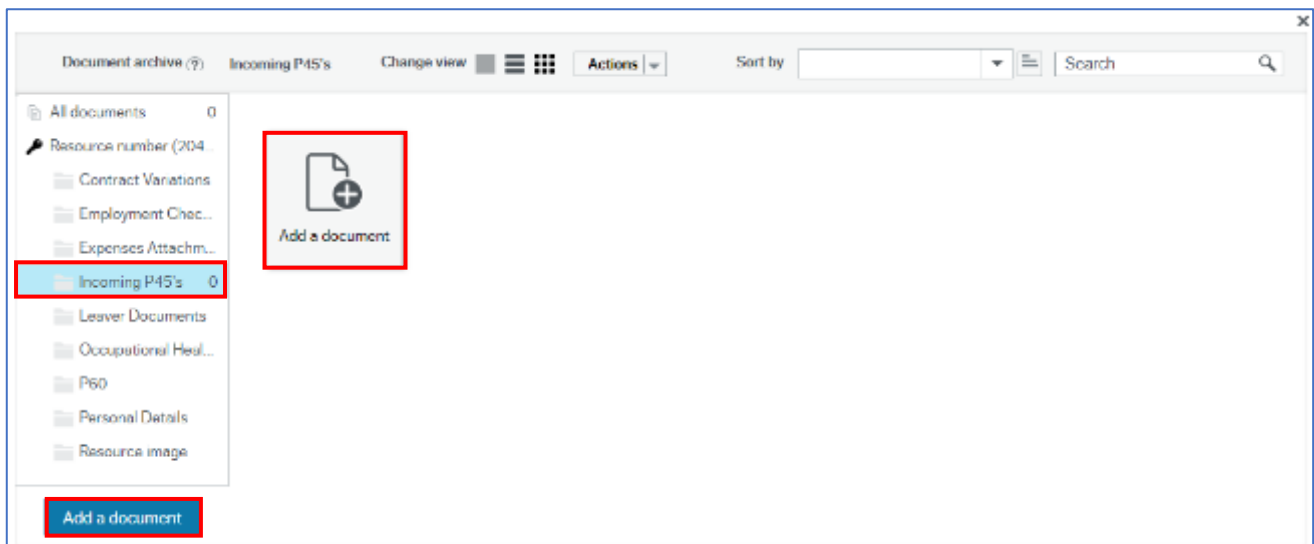 ×
Document archive (?) Incoming P45's Change view Actions Sort by Search
All documents 0
Resource number (204...
Contract Variations
Employment Chec...
Expenses Attachm...
Incoming P45's 0
Leaver Documents
Occupational Heal...
P60
Personal Details
Resource image
Add a document
Add a document